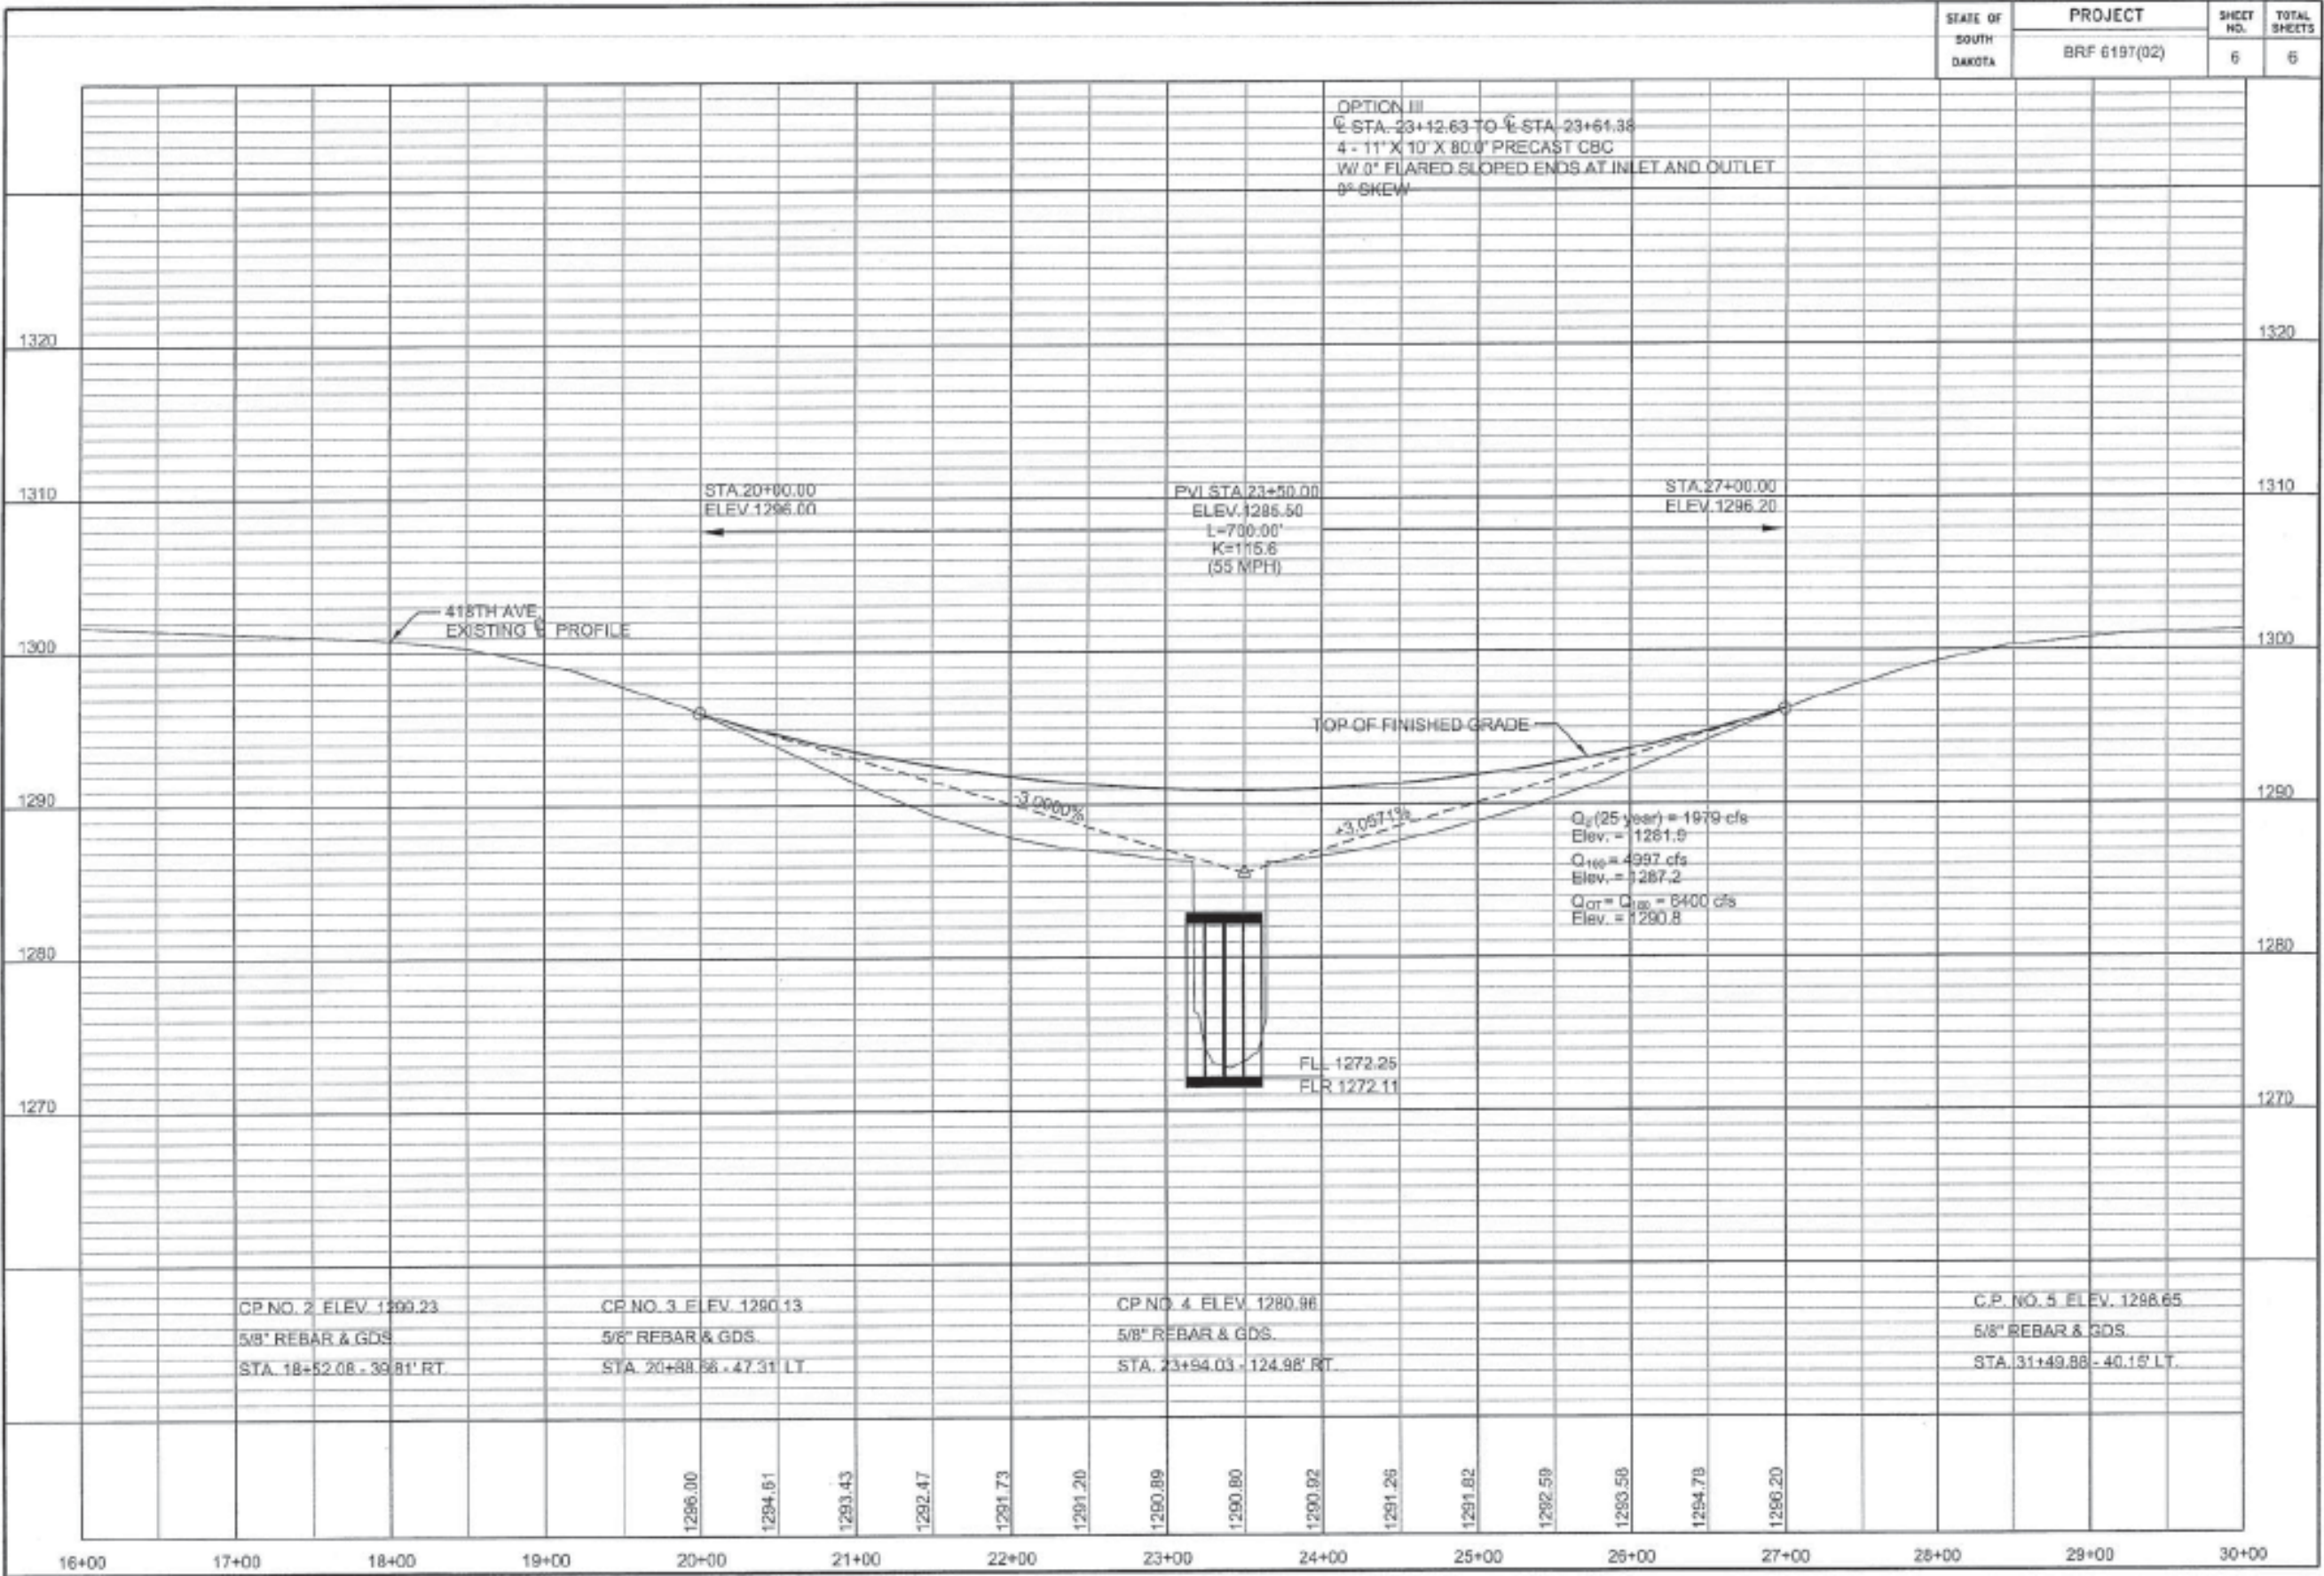 STATE OF
SOUTH
DAKOTA
PROJECT
BRF 6197(02)
SHEET
NO.
6
TOTAL
SHEETS
6
OPTION III
℄ STA. 23+12.63 TO ℄ STA. 23+61.38
4 - 11' X 10' X 80.0' PRECAST CBC
W/ 0° FLARED SLOPED ENDS AT INLET AND OUTLET
0° SKEW
1320
1320
1310
1310
STA.20+00.00
ELEV.1296.00
PVI STA.23+50.00
ELEV.1285.50
L=700.00'
K=115.6
(55 MPH)
STA.27+00.00
ELEV.1296.20
418TH AVE.
EXISTING ℄ PROFILE
1300
1300
TOP OF FINISHED GRADE
1290
1290
-3.0000%
+3.0571%
Q₂(25 year) = 1979 cfs
Elev. = 1281.9
Q₁₀₀ = 4997 cfs
Elev. = 1287.2
= 6400 cfs
Elev. = 1290.8
1280
1280
FLL 1272.25
FLR 1272.11
1270
1270
CP NO. 2 ELEV. 1299.23
5/8" REBAR & GDS.
STA. 18+52.08 - 39.81' RT.
CP NO. 3 ELEV. 1290.13
5/8" REBAR & GDS.
STA. 20+88.66 - 47.31' LT.
CP NO. 4 ELEV. 1280.96
5/8" REBAR & GDS.
STA. 23+94.03 - 124.98' RT.
C.P. NO. 5 ELEV. 1298.65
5/8" REBAR & GDS.
STA. 31+49.88 - 40.15' LT.
1296.00
1294.61
1293.43
1292.47
1291.73
1291.20
1290.89
1290.80
1290.92
1291.26
1291.82
1292.59
1293.58
1294.78
1296.20
16+00 17+00 18+00 19+00 20+00 21+00 22+00 23+00 24+00 25+00 26+00 27+00 28+00 29+00 30+00